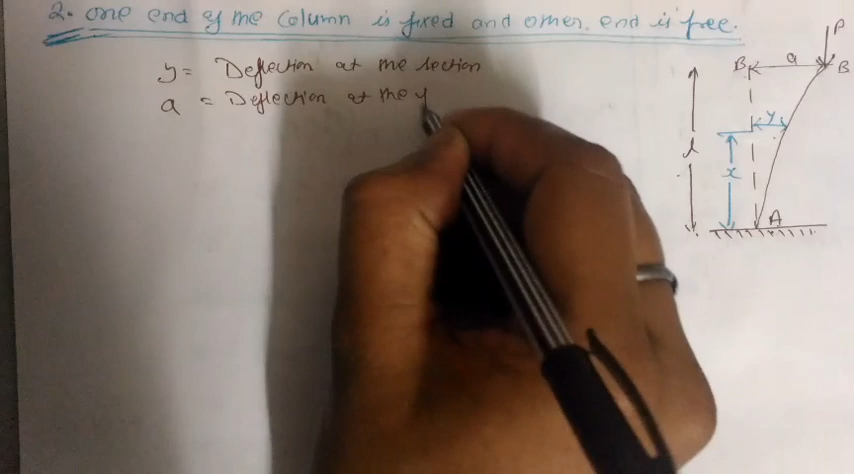 2. One end of the column is fixed and other end is free.
y = Deflection at the section
a = Deflection at the
P
a
B
B
y
l
x
A